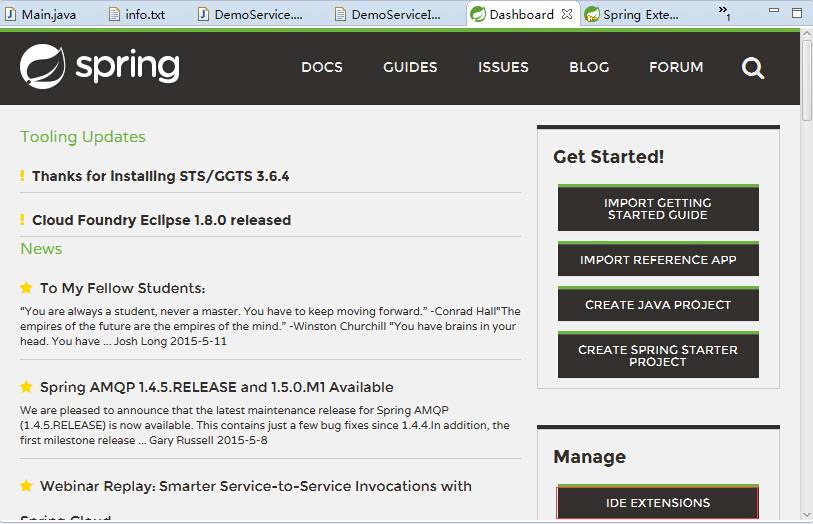 Main.java
info.txt
DemoService....
DemoServiceI...
Dashboard
Spring Exte...
1
spring
DOCS
GUIDES
ISSUES
BLOG
FORUM
Tooling Updates
! Thanks for installing STS/GGTS 3.6.4
! Cloud Foundry Eclipse 1.8.0 released
News
To My Fellow Students:
"You are always a student, never a master. You have to keep moving forward.” -Conrad Hall"The
empires of the future are the empires of the mind.” -Winston Churchill "You have brains in your
head. You have ... Josh Long 2015-5-11
Spring AMQP 1.4.5.RELEASE and 1.5.0.M1 Available
We are pleased to announce that the latest maintenance release for Spring AMQP
(1.4.5.RELEASE) is now available. This contains just a few bug fixes since 1.4.4.In addition, the
first milestone release ... Gary Russell 2015-5-8
Webinar Replay: Smarter Service-to-Service Invocations with
Spring Cloud
Get Started!
IMPORT GETTING
STARTED GUIDE
IMPORT REFERENCE APP
CREATE JAVA PROJECT
CREATE SPRING STARTER
PROJECT
Manage
IDE EXTENSIONS